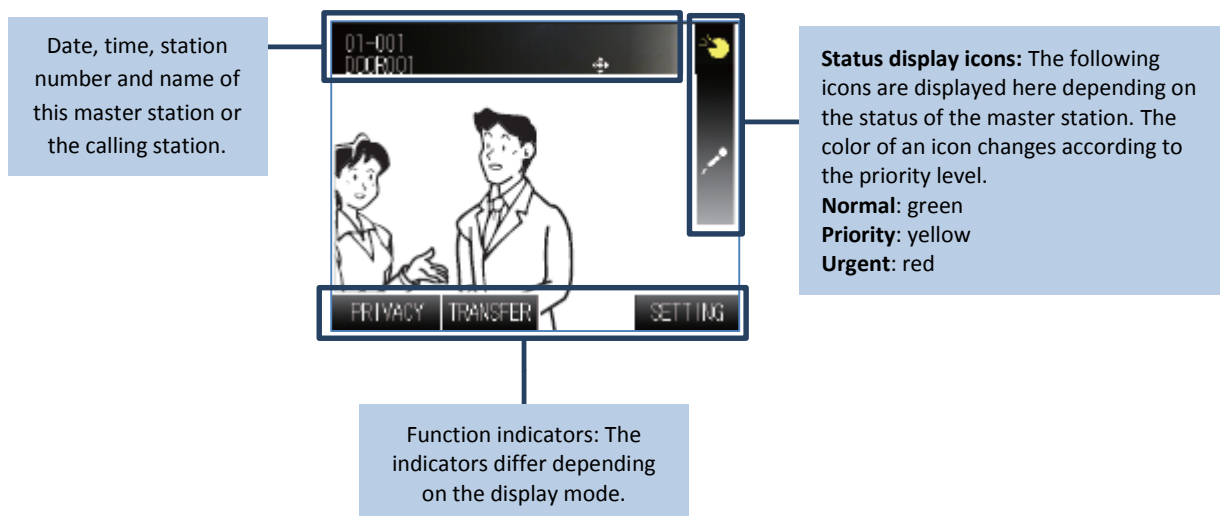 Date, time, station
number and name of
this master station or
the calling station.
01-001
DOOR001
Status display icons: The following
icons are displayed here depending on
the status of the master station. The
color of an icon changes according to
the priority level.
Normal: green
Priority: yellow
Urgent: red
PRIVACY TRANSFER SETTING
Function indicators: The
indicators differ depending
on the display mode.